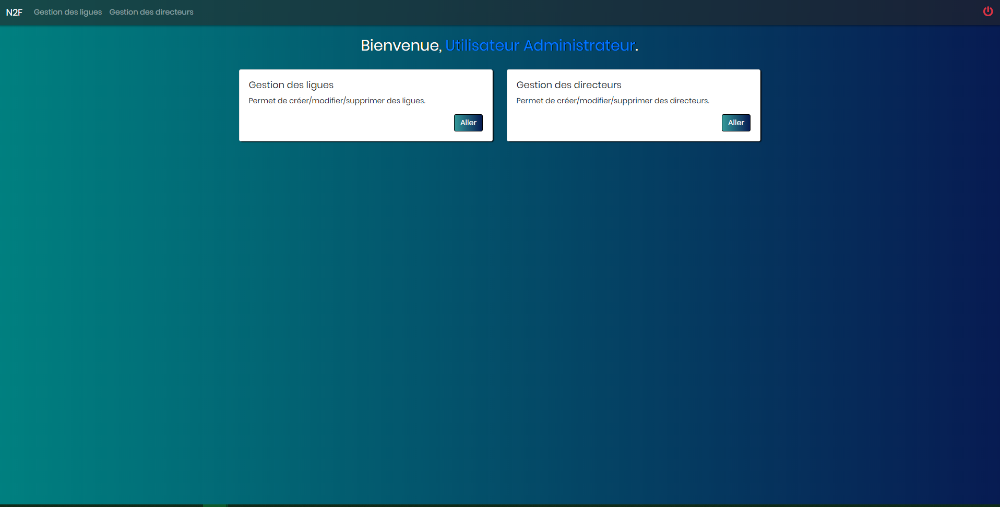 N2F Gestion des ligues Gestion des directeurs
Bienvenue, Utilisateur Administrateur.
Gestion des ligues
Permet de créer/modifier/supprimer des ligues.
Aller
Gestion des directeurs
Permet de créer/modifier/supprimer des directeurs.
Aller